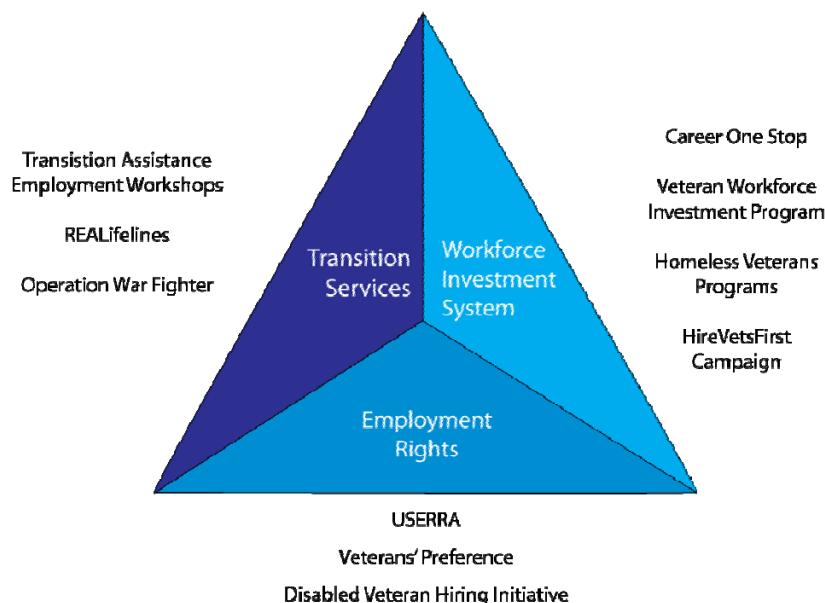 Transistion Assistance
Employment Workshops
REALifelines
Operation War Fighter
Transition
Services
Workforce
Investment
System
Employment
Rights
Career One Stop
Veteran Workforce
Investment Program
Homeless Veterans
Programs
HireVetsFirst
Campaign
USERRA
Veterans' Preference
Disabled Veteran Hiring Initiative